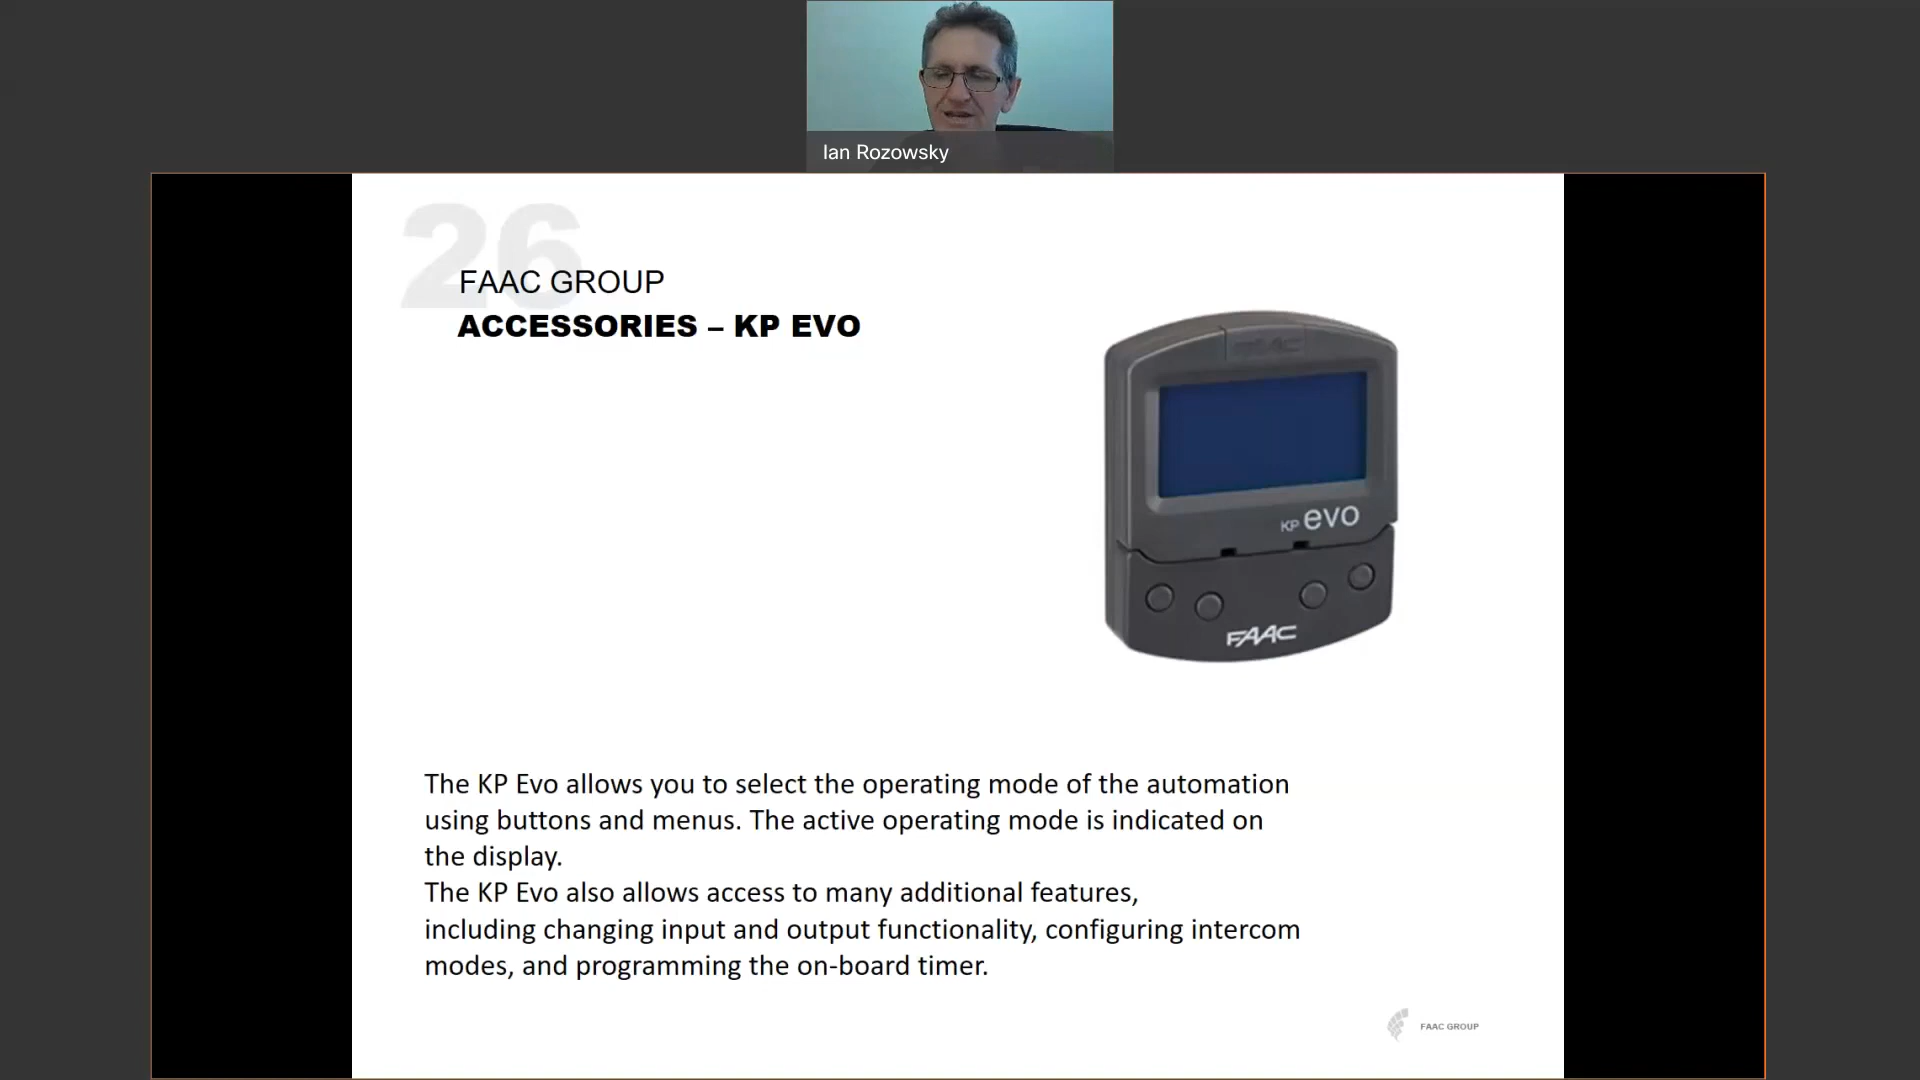 Ian Rozowsky
26
FAAC GROUP
ACCESSORIES – KP EVO
FAAC
KP evo
FAAC
The KP Evo allows you to select the operating mode of the automation
using buttons and menus. The active operating mode is indicated on
the display.
The KP Evo also allows access to many additional features,
including changing input and output functionality, configuring intercom
modes, and programming the on-board timer.
FAAC GROUP